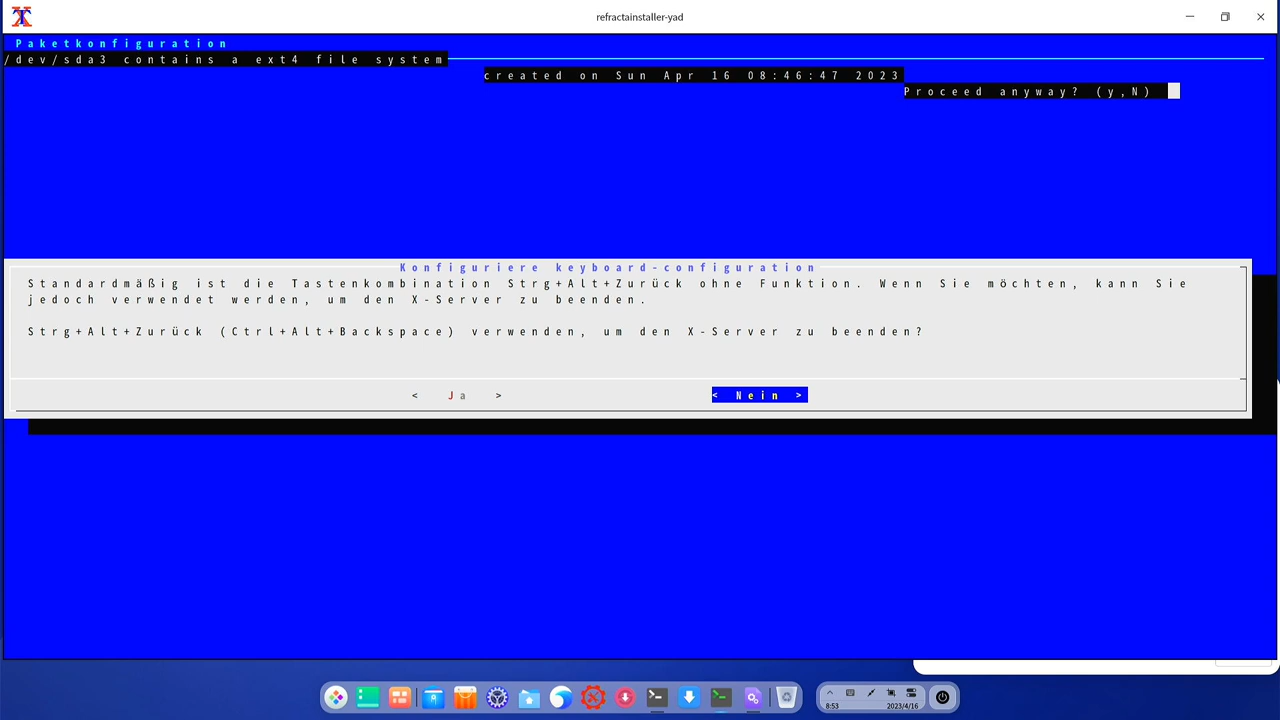 refractainstaller-yad
Paketkonfiguration
/dev/sda3 contains a ext4 file system
created on Sun Apr 16 08:46:47 2023
Proceed anyway? (y,N)
Konfiguriere keyboard-configuration
Standardmäßig ist die Tastenkombination Strg+Alt+Zurück ohne Funktion. Wenn Sie möchten, kann Sie
jedoch verwendet werden, um den X-Server zu beenden.
Strg+Alt+Zurück (Ctrl+Alt+Backspace) verwenden, um den X-Server zu beenden?
< Ja > < Nein >
8:53 2023/4/16